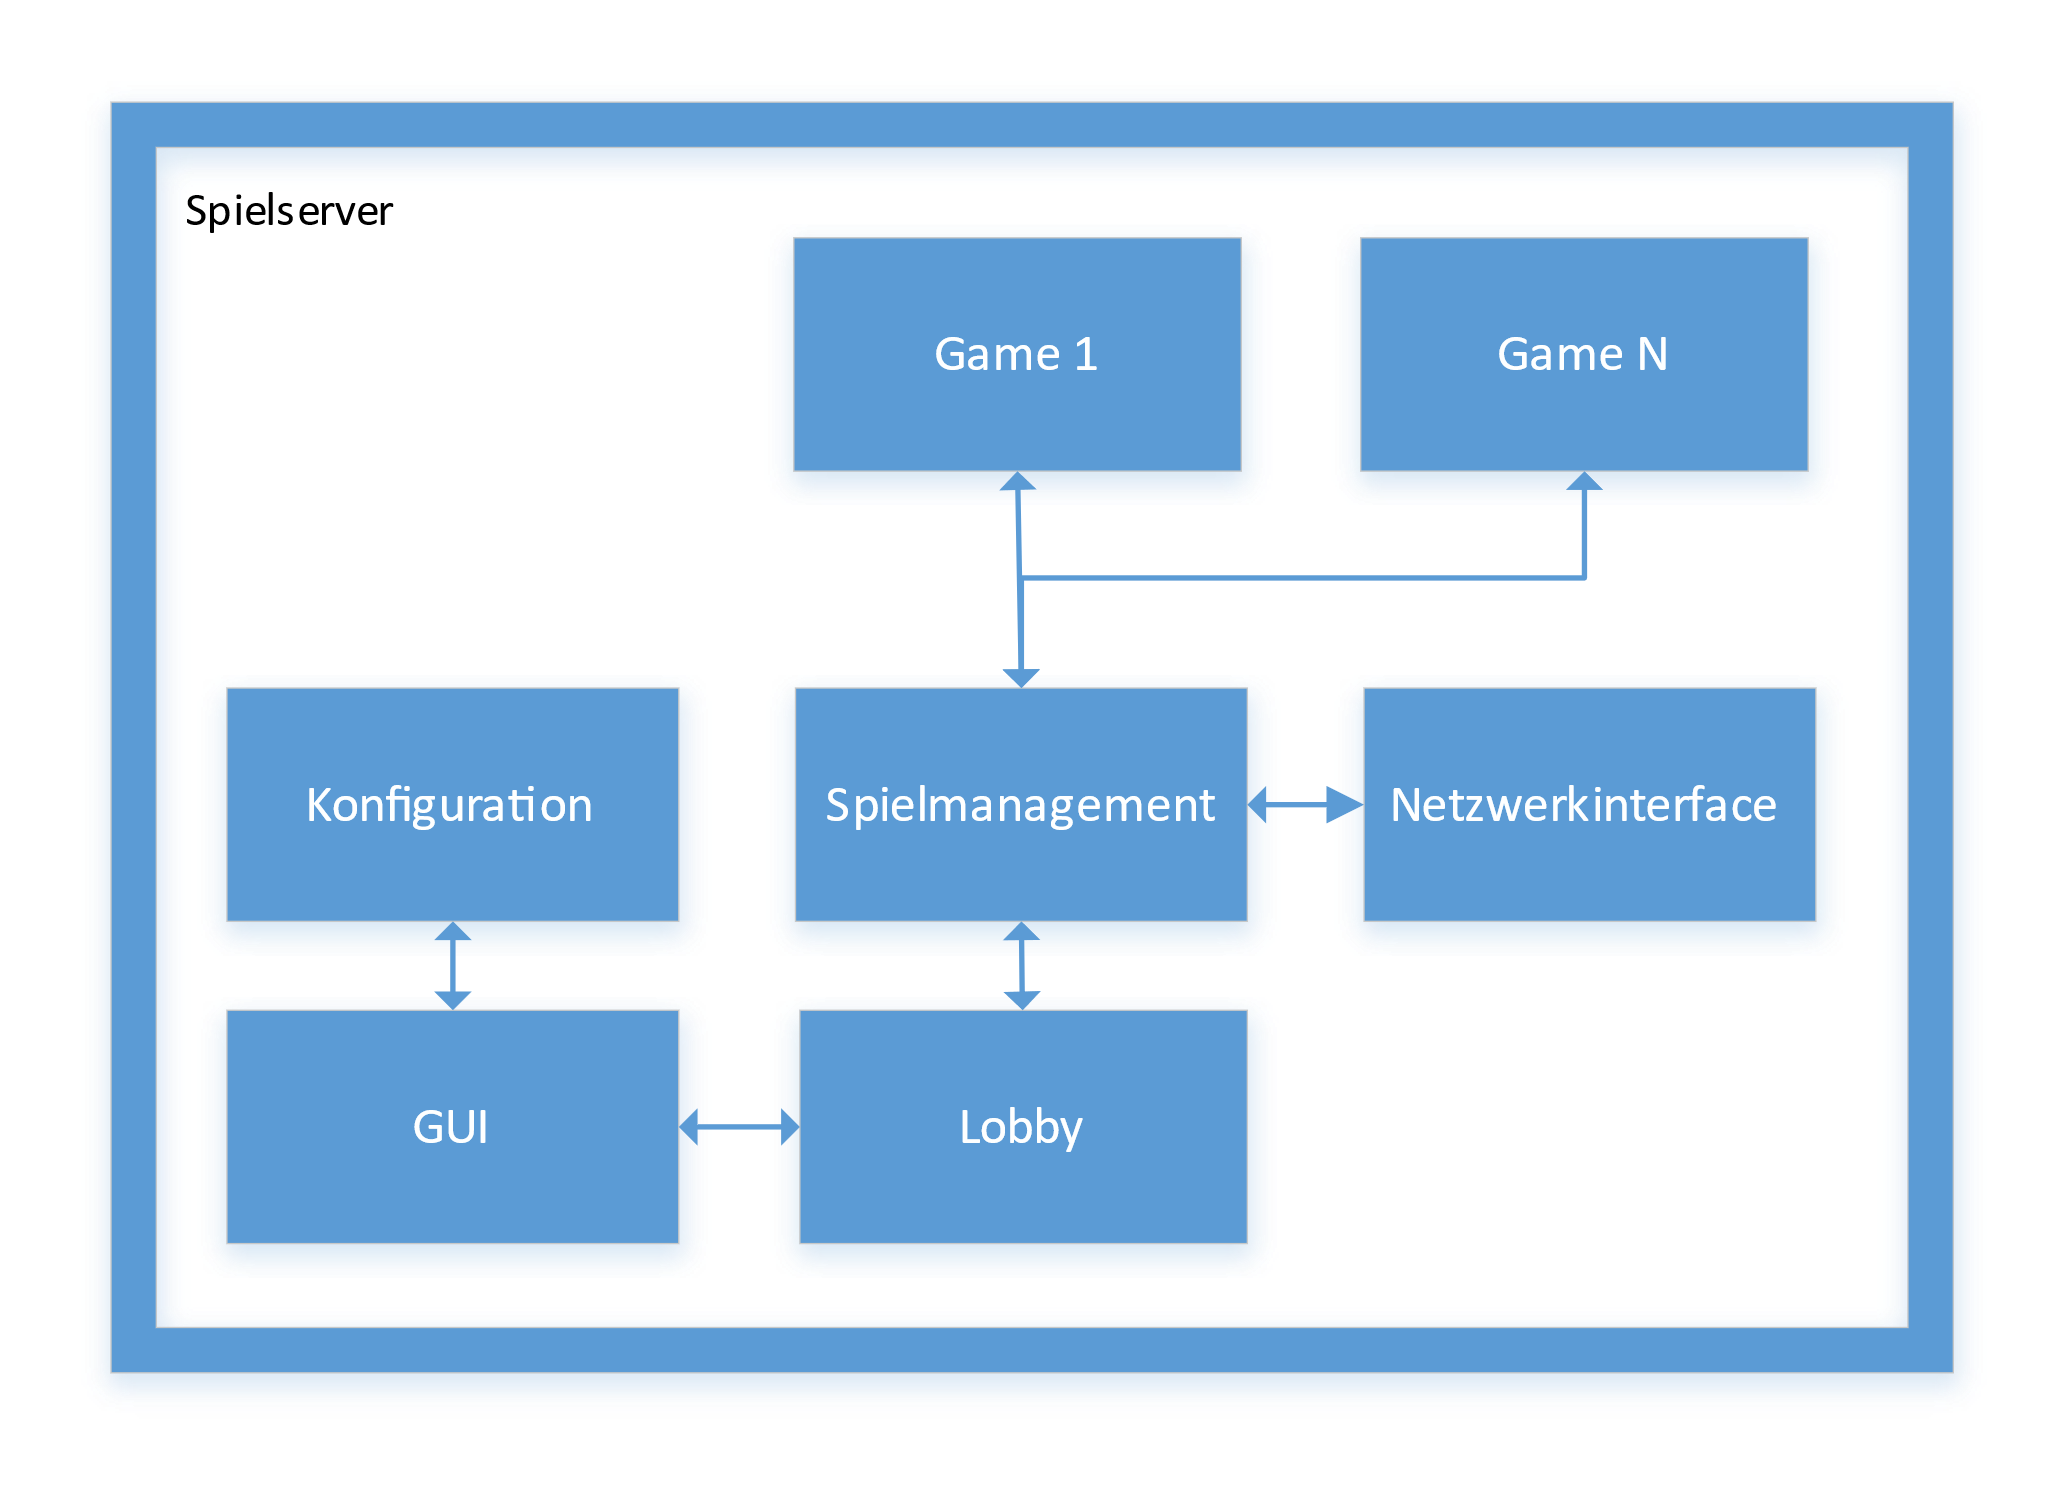 Spielserver
Game 1
Game N
Konfiguration
Spielmanagement
Netzwerkinterface
GUI
Lobby